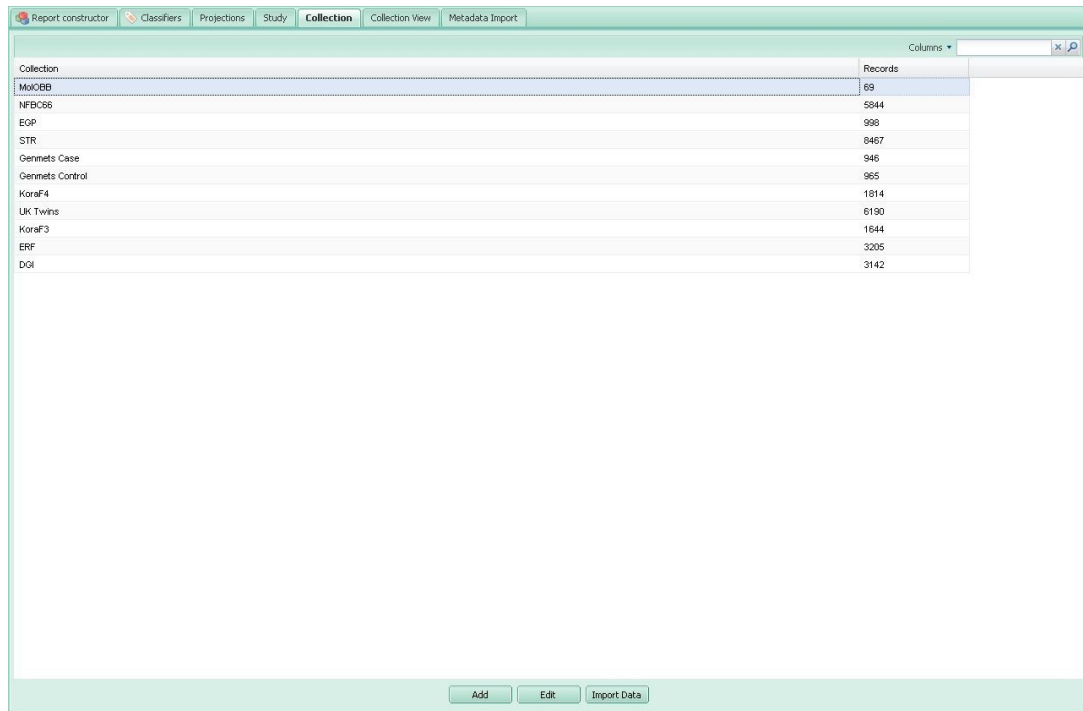 Report constructor Classifiers Projections Study Collection Collection View Metadata Import
Columns
Collection Records
MolOBB 69
NFBC66 5844
EGP 998
STR 8467
Genmets Case 946
Genmets Control 965
KoraF4 1814
UK Twins 6190
KoraF3 1644
ERF 3205
DGI 3142
Add Edit Import Data